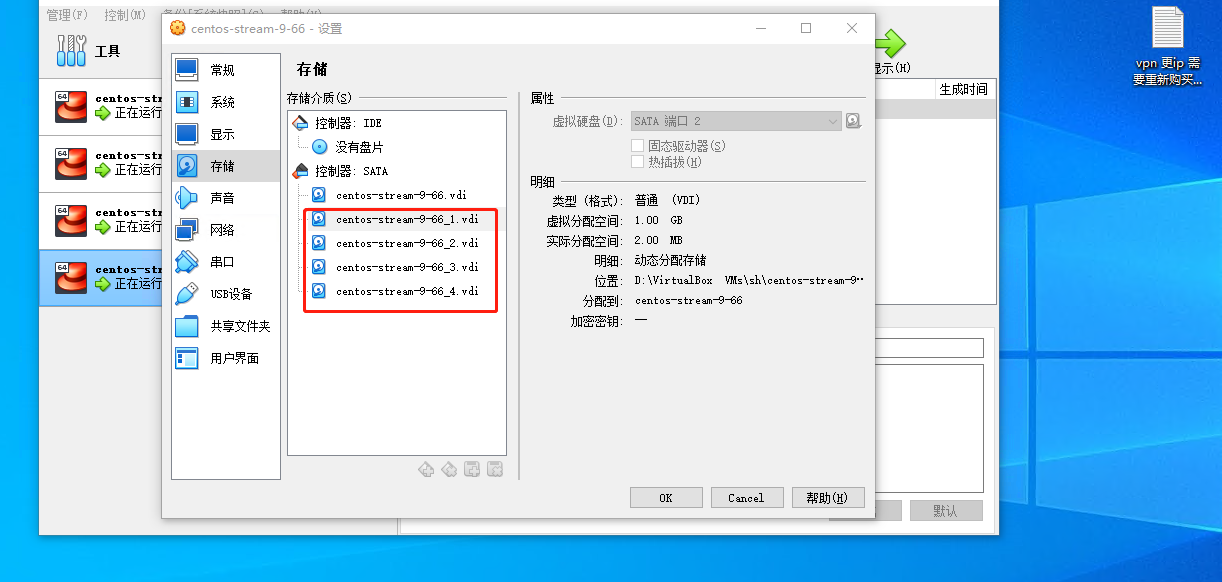 管理(F) 控制(M) 备份[系统快照](S) 帮助(H)
centos-stream-9-66 - 设置
工具
显示(H)
生成时间
centos-str
正在运行
centos-str
正在运行
centos-str
正在运行
centos-str
正在运行
常规
系统
显示
存储
声音
网络
串口
USB设备
共享文件夹
用户界面
存储
存储介质(S)
控制器: IDE
没有盘片
控制器: SATA
centos-stream-9-66.vdi
centos-stream-9-66_1.vdi
centos-stream-9-66_2.vdi
centos-stream-9-66_3.vdi
centos-stream-9-66_4.vdi
属性
虚拟硬盘(D): SATA 端口 2
固态驱动器(S)
热插拔(H)
明细
类型 (格式): 普通 (VDI)
虚拟分配空间: 1.00 GB
实际分配空间: 2.00 MB
明细: 动态分配存储
位置: D:\VirtualBox VMs\sh\centos-stream-9…
分配到: centos-stream-9-66
加密密钥: —
OK Cancel 帮助(H)
默认
vpn 更ip 需
要重新购买...
64
64
64
64